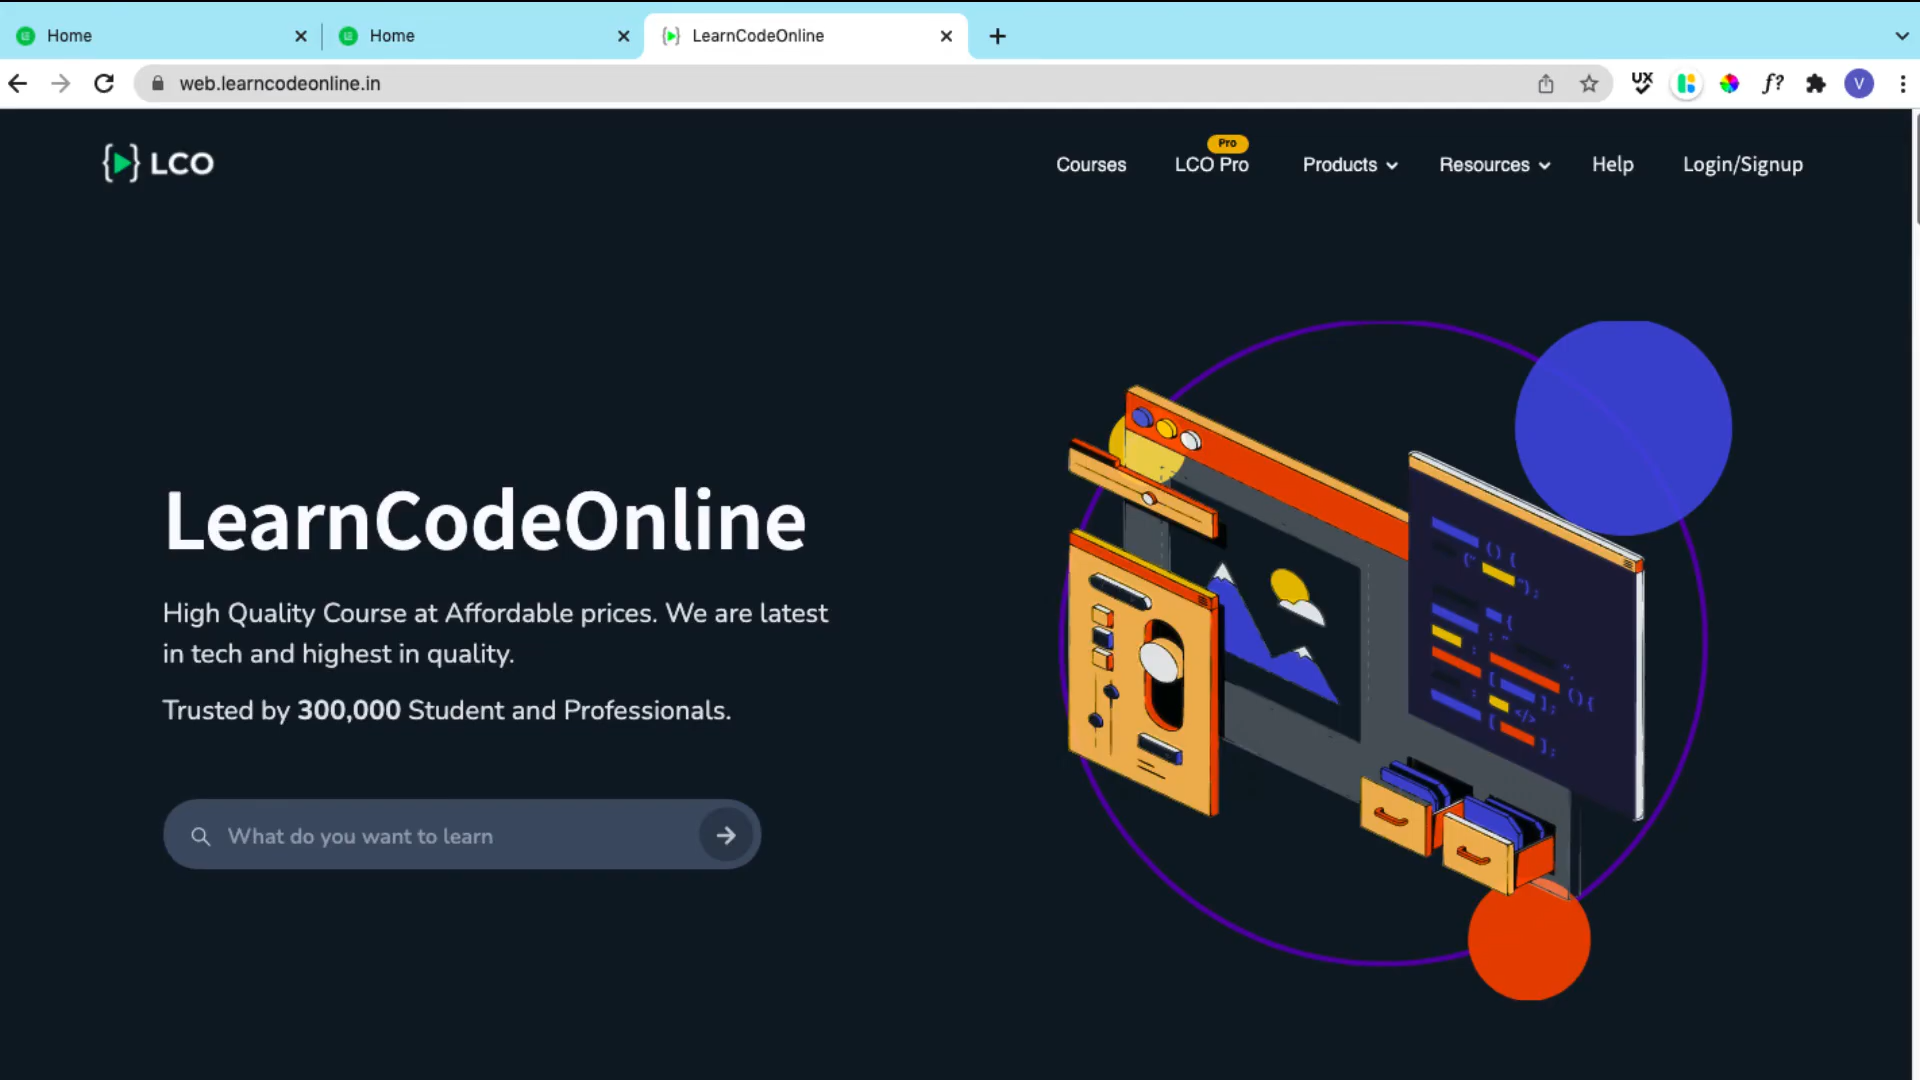 Home
Home
LearnCodeOnline
web.learncodeonline.in
UX
f?
V
LCO
Courses
Pro
LCO Pro
Products
Resources
Help
Login/Signup
LearnCodeOnline
High Quality Course at Affordable prices. We are latest
in tech and highest in quality.
Trusted by 300,000 Student and Professionals.
What do you want to learn